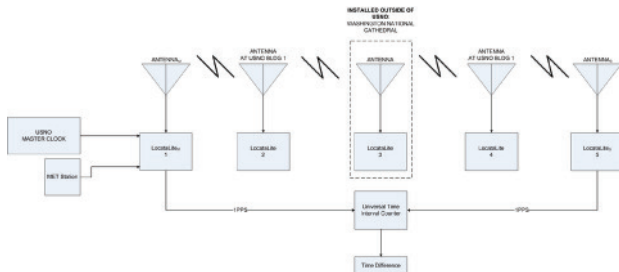 INSTALLED OUTSIDE OF
USNO:
WASHINGTON NATIONAL
CATHEDRAL
ANTENNA
ANTENNA
AT USNO BLDG 1
ANTENNA
ANTENNA
AT USNO BLDG 1
ANTENNA
USNO
MASTER CLOCK
MET Station
LocataLite
1
LocataLite
2
LocataLite
3
LocataLite
4
LocataLite
5
1PPS
Universal Time
Interval Counter
1PPS
Time Difference